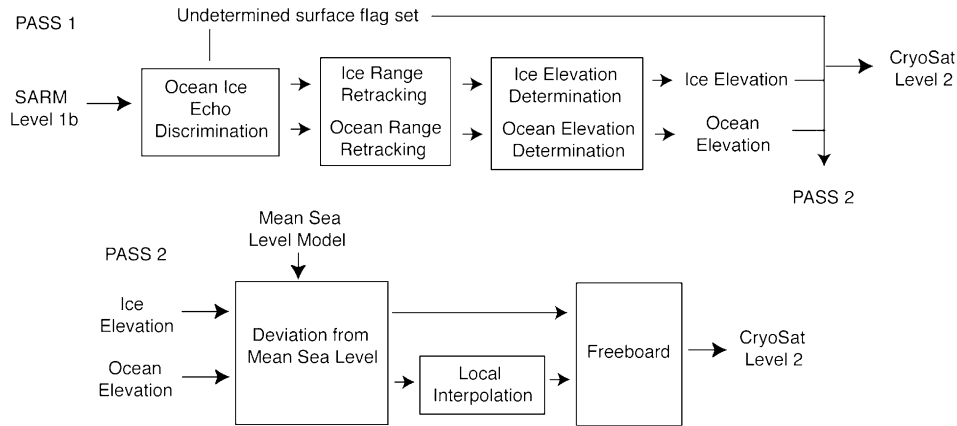 PASS 1
Undetermined surface flag set
SARM
Level 1b
Ocean Ice
Echo
Discrimination
Ice Range
Retracking
Ocean Range
Retracking
Ice Elevation
Determination
Ocean Elevation
Determination
Ice Elevation
Ocean
Elevation
CryoSat
Level 2
PASS 2
PASS 2
Mean Sea
Level Model
Ice
Elevation
Ocean
Elevation
Deviation from
Mean Sea Level
Local
Interpolation
Freeboard
CryoSat
Level 2